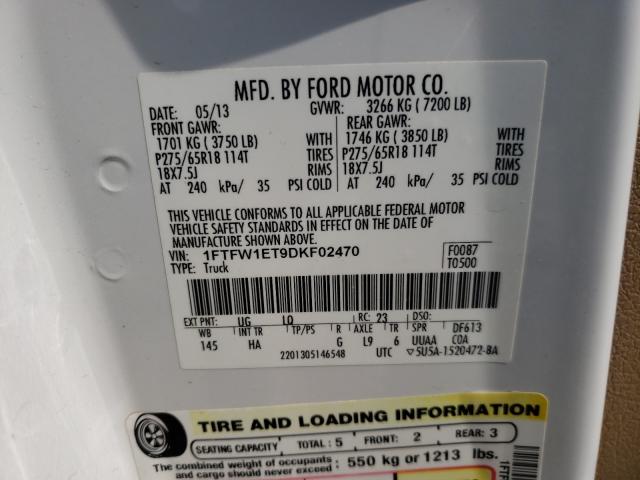 MFD. BY FORD MOTOR CO.
DATE: 05/13 GVWR: 3266 KG ( 7200 LB)
FRONT GAWR: REAR GAWR:
1701 KG ( 3750 LB) WITH 1746 KG ( 3850 LB) WITH
P275/65R18 114T TIRES P275/65R18 114T TIRES
18X7.5J RIMS 18X7.5J RIMS
AT 240 kPa/ 35 PSI COLD AT 240 kPa/ 35 PSI COLD
THIS VEHICLE CONFORMS TO ALL APPLICABLE FEDERAL MOTOR
VEHICLE SAFETY STANDARDS IN EFFECT ON THE DATE OF
MANUFACTURE SHOWN ABOVE.
VIN: 1FTFW1ET9DKF02470 F0087
TYPE: Truck T0500
EXT PNT: UG LQ RC: 23 DSO:
WB INT TR TP/PS R AXLE TR SPR DF613
145 HA G L9 6 UUAA COA
2201305146548 UTC ▽5U5A-1520472-BA
TIRE AND LOADING INFORMATION
SEATING CAPACITY TOTAL: 5 FRONT: 2 REAR: 3
The combined weight of occupants
and cargo should never exceed: 550 kg or 1213 lbs.